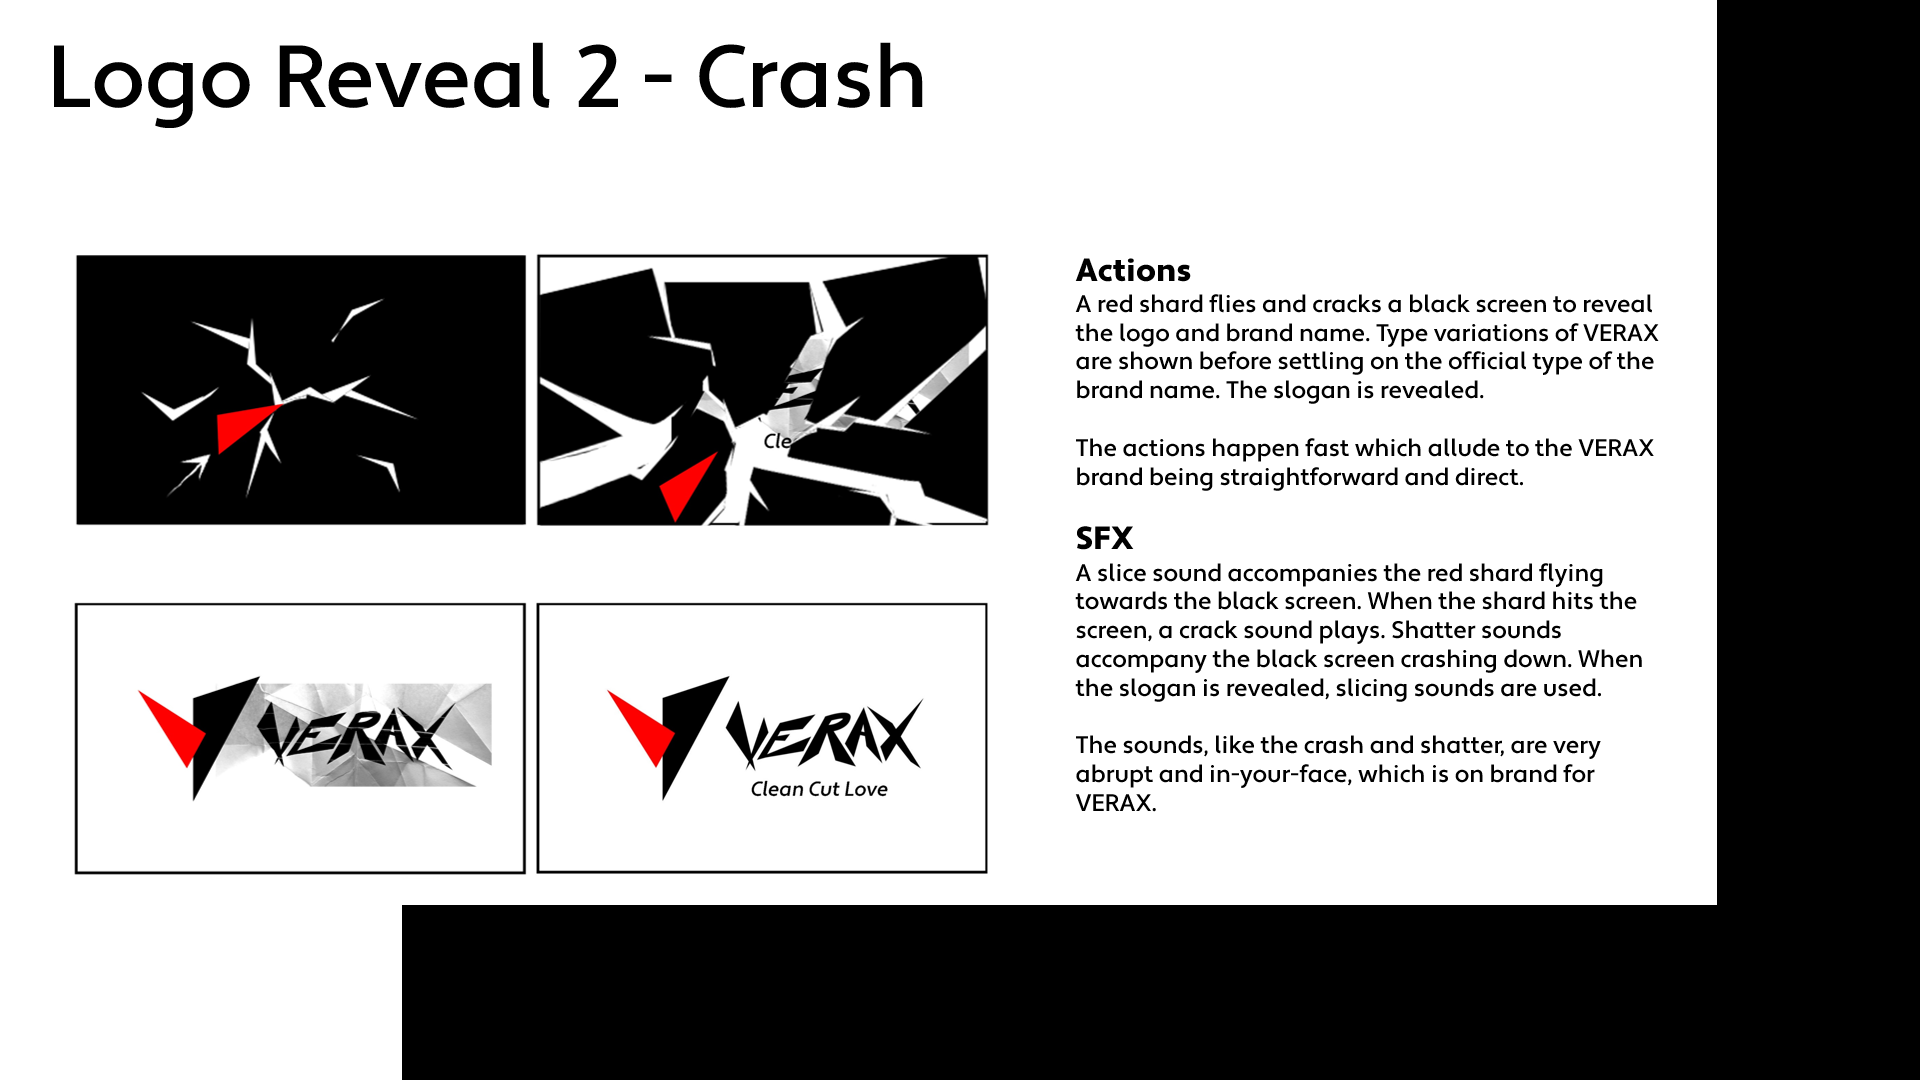 Logo Reveal 2 - Crash
Cle
VERAX
VERAX
Clean Cut Love
Actions
A red shard flies and cracks a black screen to reveal
the logo and brand name. Type variations of VERAX
are shown before settling on the official type of the
brand name. The slogan is revealed.
The actions happen fast which allude to the VERAX
brand being straightforward and direct.
SFX
A slice sound accompanies the red shard flying
towards the black screen. When the shard hits the
screen, a crack sound plays. Shatter sounds
accompany the black screen crashing down. When
the slogan is revealed, slicing sounds are used.
The sounds, like the crash and shatter, are very
abrupt and in-your-face, which is on brand for
VERAX.